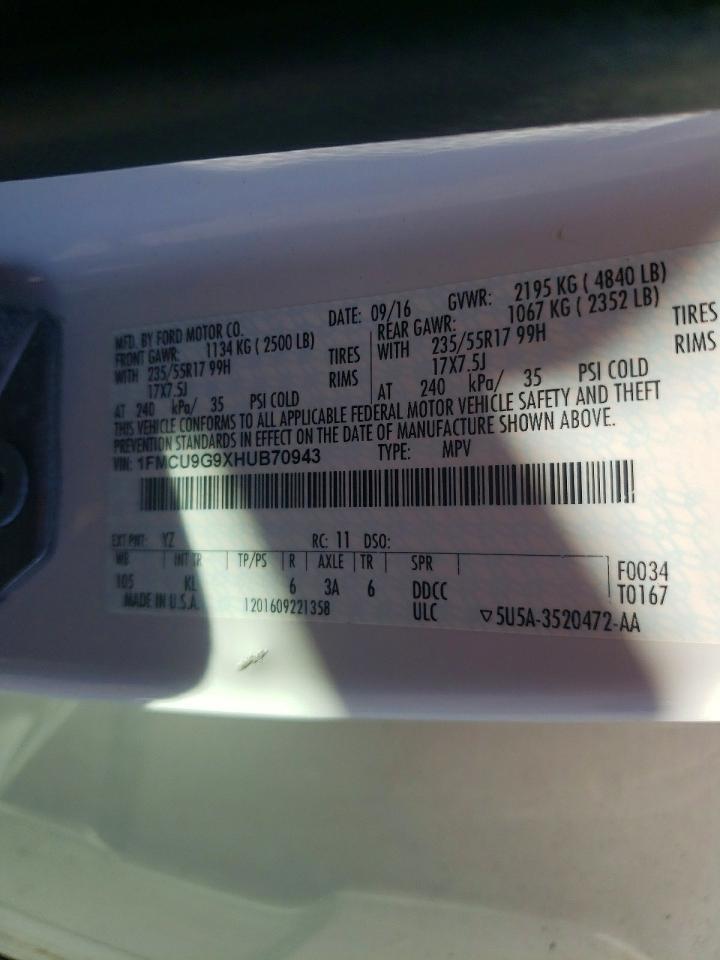 MFD. BY FORD MOTOR CO.
DATE: 09/16 GVWR: 2195 KG ( 4840 LB)
FRONT GAWR: 1134 KG ( 2500 LB)
WITH 235/55R17 99H TIRES
17X7.5J RIMS
AT 240 kPa/ 35 PSI COLD
REAR GAWR: 1067 KG ( 2352 LB)
WITH 235/55R17 99H TIRES
17X7.5J RIMS
AT 240 kPa/ 35 PSI COLD
THIS VEHICLE CONFORMS TO ALL APPLICABLE FEDERAL MOTOR VEHICLE SAFETY AND THEFT
PREVENTION STANDARDS IN EFFECT ON THE DATE OF MANUFACTURE SHOWN ABOVE.
VIN: 1FMCU9G9XHUB70943 TYPE: MPV
EXT PNT: YZ RC: 11 DSO:
WB INT TR TP/PS R AXLE TR SPR
105 KL 6 3A 6 DDCC
F0034
T0167
MADE IN U.S.A. 1201609221358 ULC ▽5U5A-3520472-AA